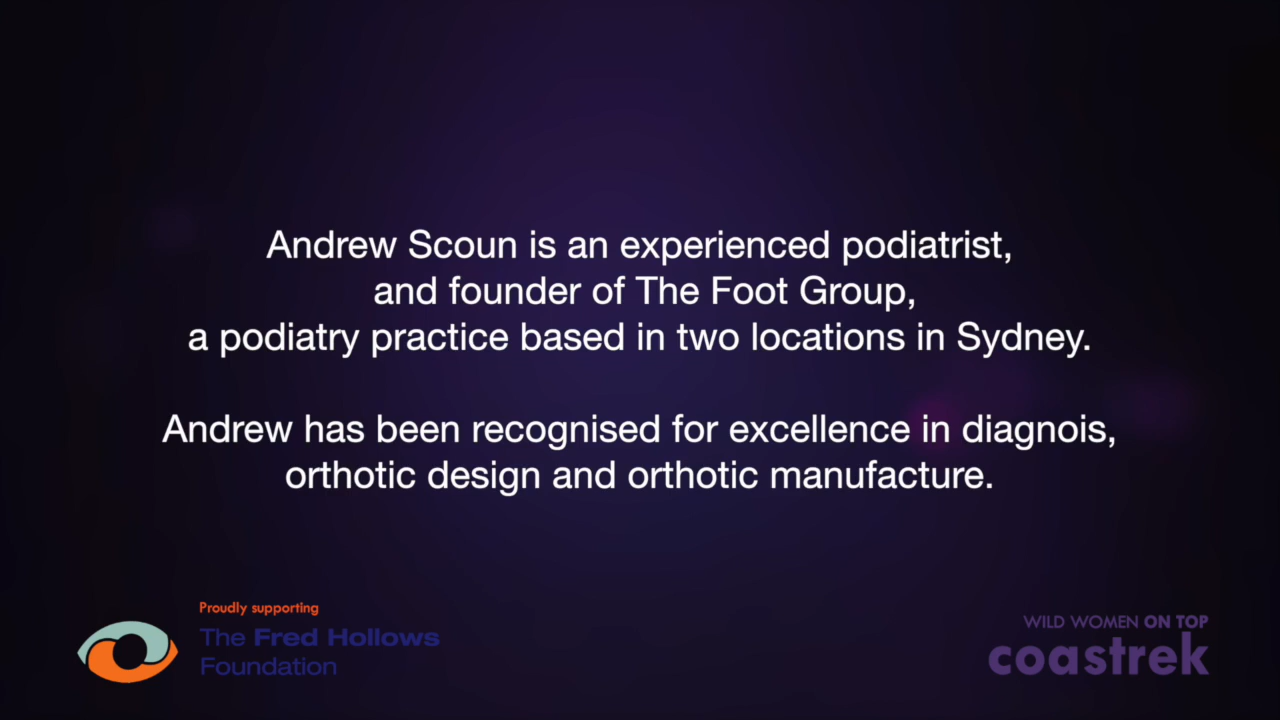 Andrew Scoun is an experienced podiatrist,
and founder of The Foot Group,
a podiatry practice based in two locations in Sydney.
Andrew has been recognised for excellence in diagnois,
orthotic design and orthotic manufacture.
Proudly supporting
The Fred Hollows
Foundation
WILD WOMEN ON TOP
coastrek